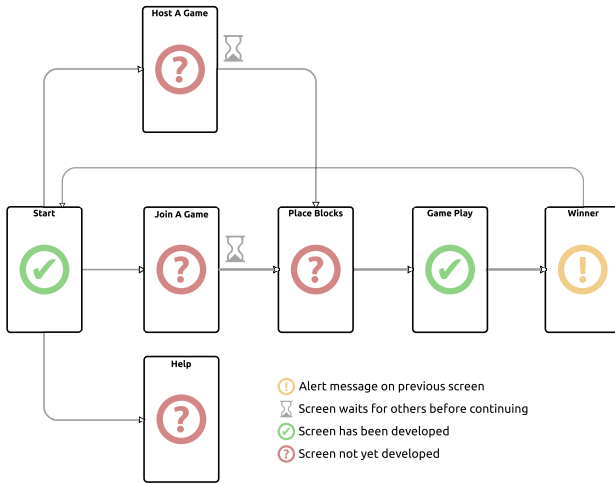 Host A Game
Start
Join A Game
Place Blocks
Game Play
Winner
Help
Alert message on previous screen
Screen waits for others before continuing
Screen has been developed
Screen not yet developed